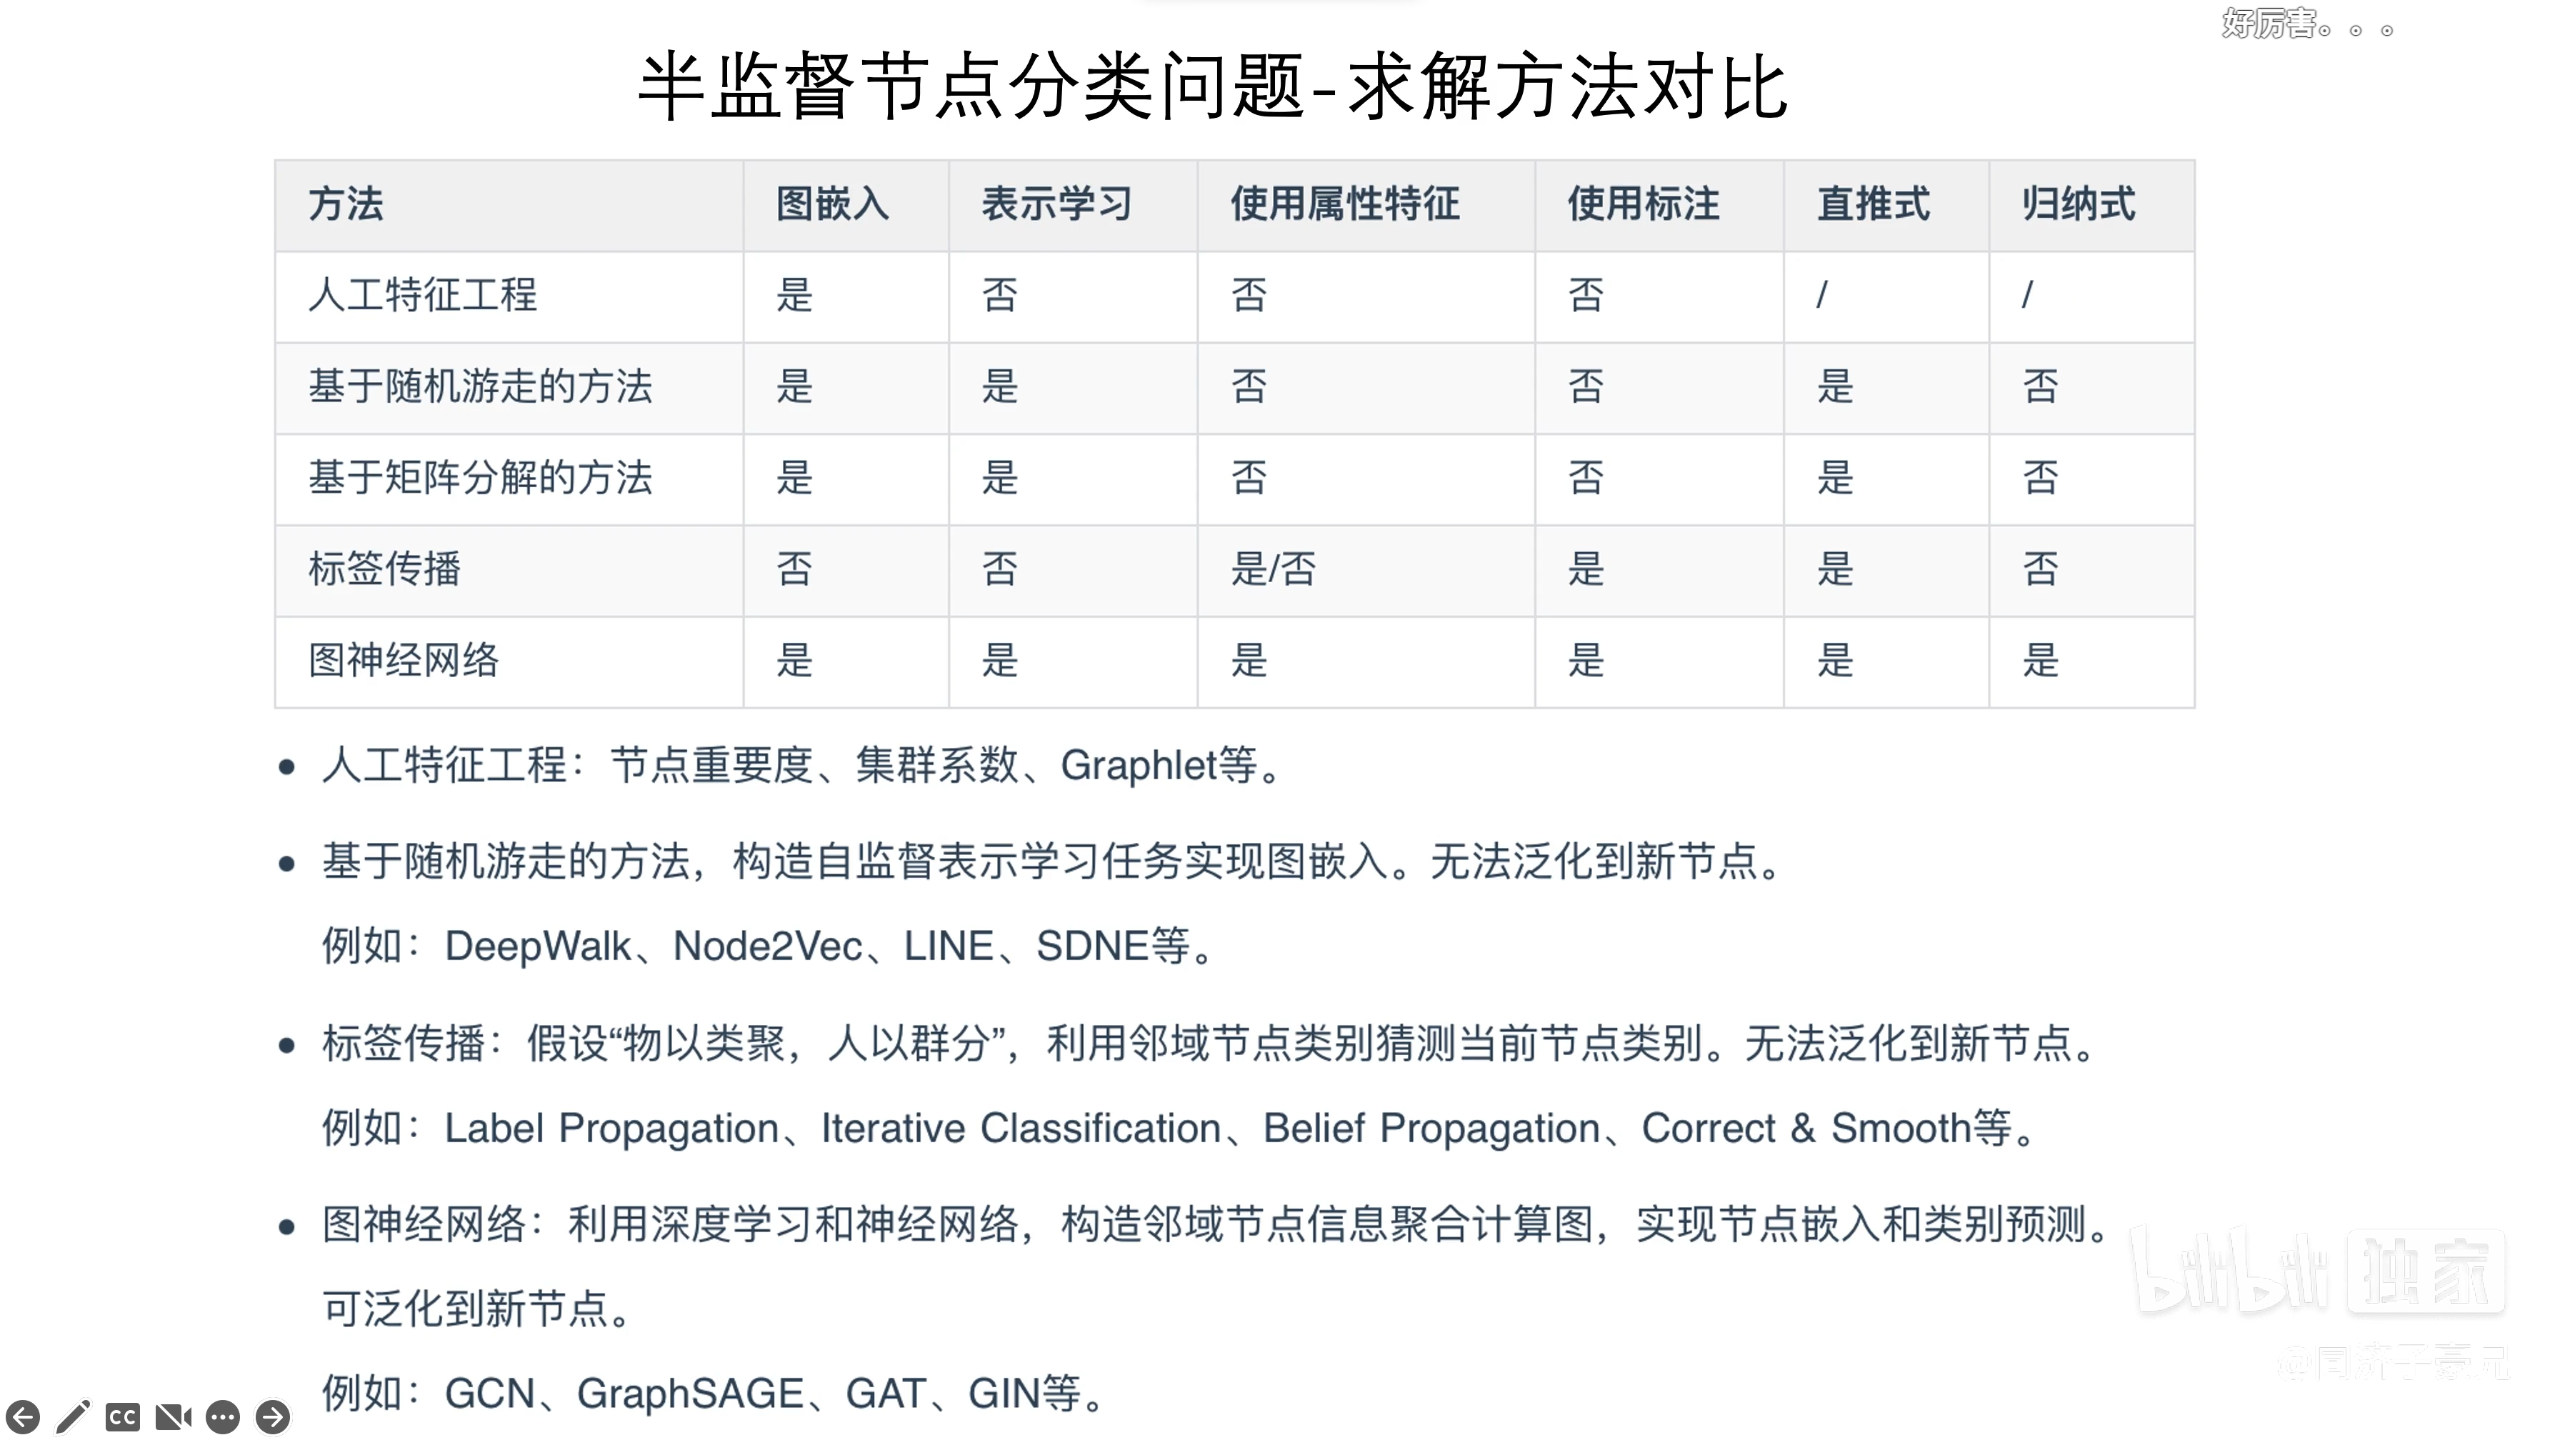 好厉害。。。
半监督节点分类问题-求解方法对比
方法 图嵌入 表示学习 使用属性特征 使用标注 直推式 归纳式
人工特征工程 是 否 否 否 / /
基于随机游走的方法 是 是 否 否 是 否
基于矩阵分解的方法 是 是 否 否 是 否
标签传播 否 否 是/否 是 是 否
图神经网络 是 是 是 是 是 是
● 人工特征工程：节点重要度、集群系数、Graphlet等。
● 基于随机游走的方法，构造自监督表示学习任务实现图嵌入。无法泛化到新节点。
例如：DeepWalk、Node2Vec、LINE、SDNE等。
● 标签传播：假设“物以类聚，人以群分”，利用邻域节点类别猜测当前节点类别。无法泛化到新节点。
例如：Label Propagation、Iterative Classification、Belief Propagation、Correct & Smooth等。
● 图神经网络：利用深度学习和神经网络，构造邻域节点信息聚合计算图，实现节点嵌入和类别预测。
可泛化到新节点。
例如：GCN、GraphSAGE、GAT、GIN等。
bilibili 独家
@同济子豪兄
CC